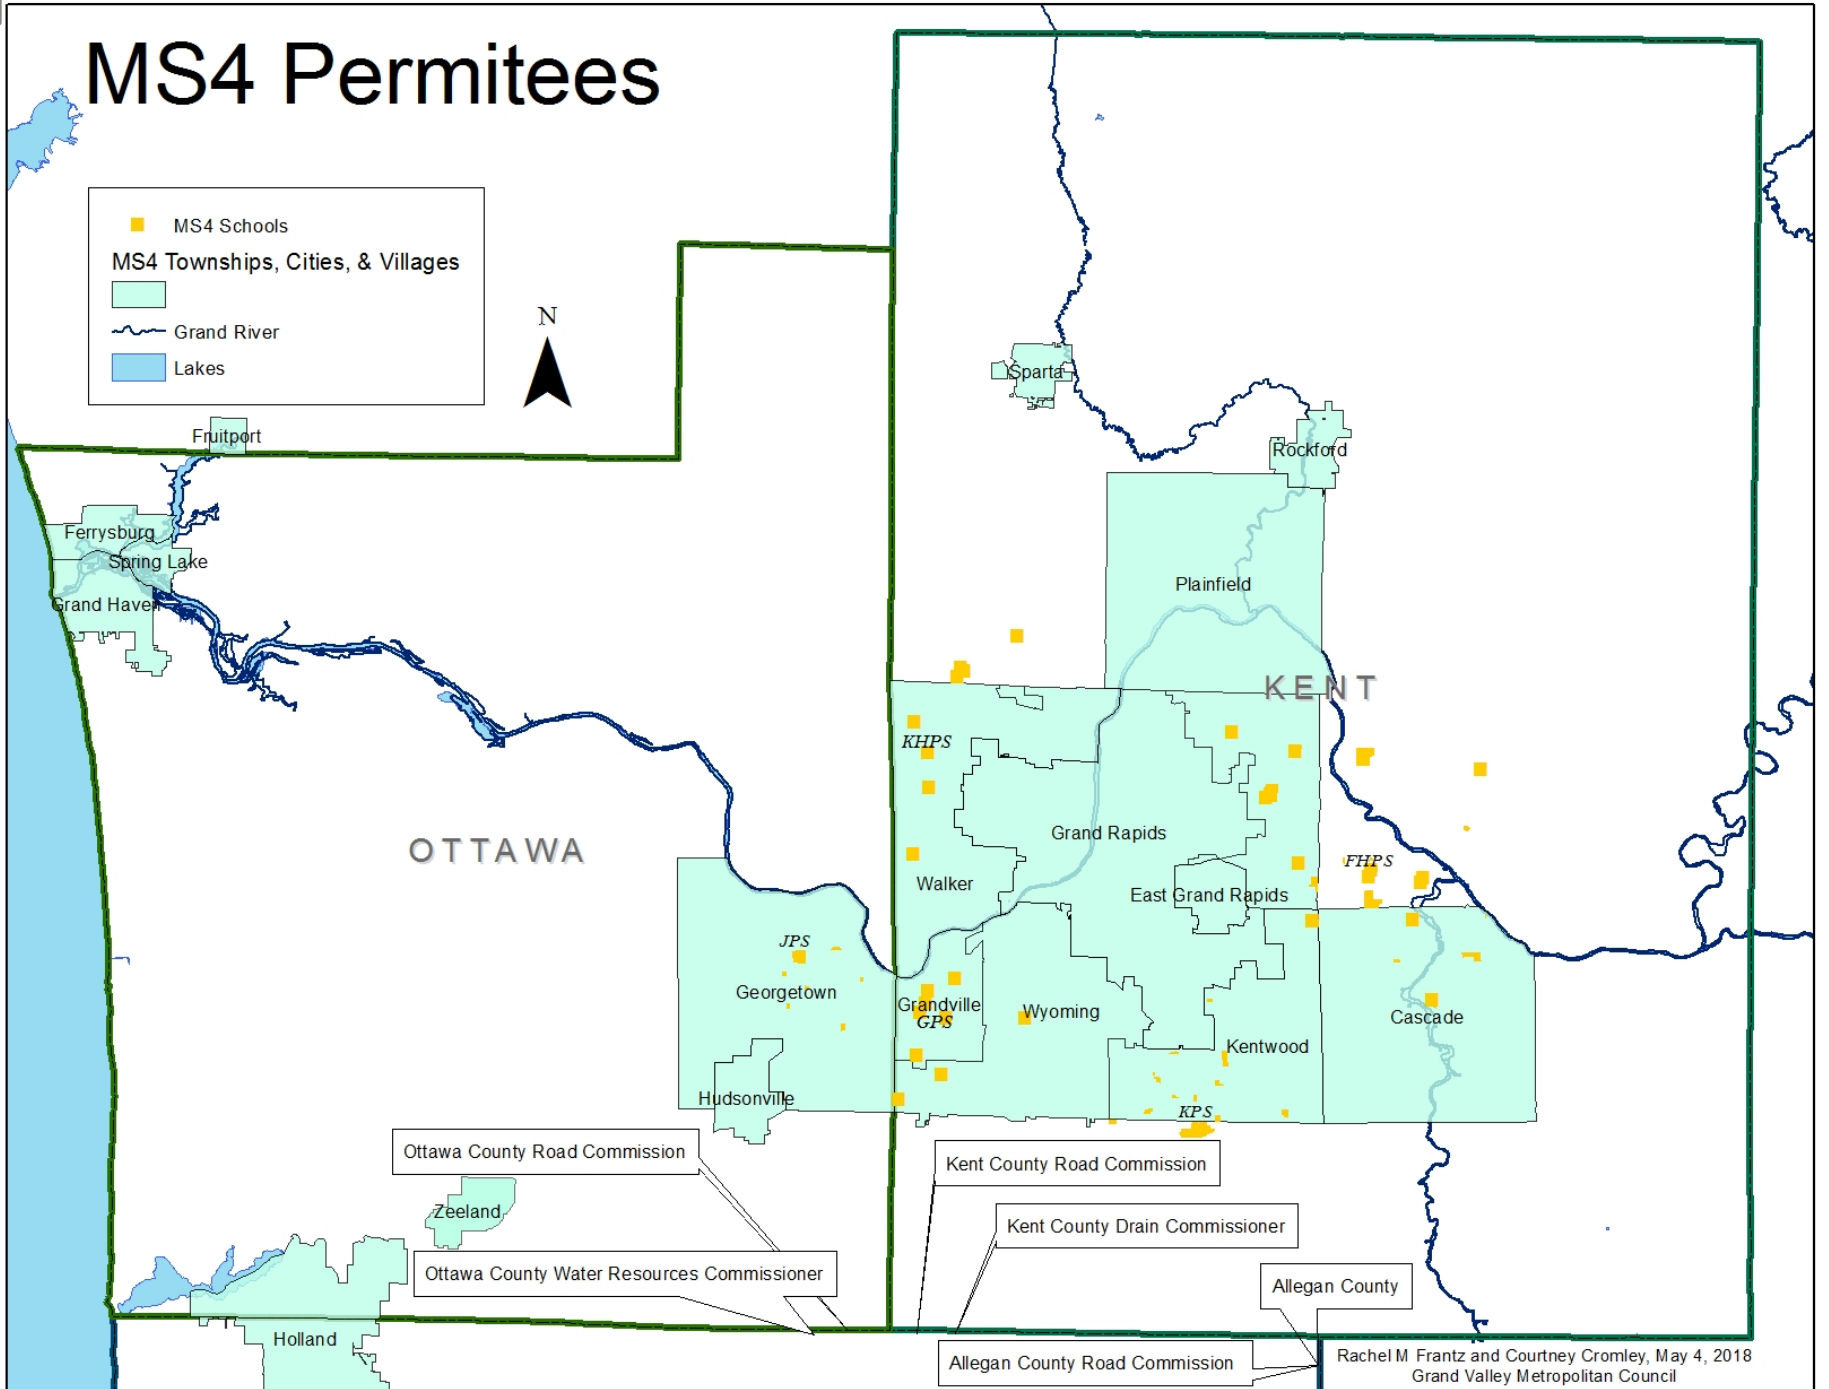 MS4 Permitees
MS4 Schools
MS4 Townships, Cities, & Villages
Grand River
Lakes
N
Fruitport
Ferrysburg
Spring Lake
Grand Haven
Sparta
Rockford
Plainfield
KENT
KHPS
Grand Rapids
OTTAWA
FHPS
Walker
East Grand Rapids
JPS
Georgetown
Grandville
GPS
Wyoming
Cascade
Kentwood
Hudsonville
KPS
Ottawa County Road Commission
Kent County Road Commission
Zeeland
Kent County Drain Commissioner
Ottawa County Water Resources Commissioner
Allegan County
Holland
Allegan County Road Commission
Rachel M Frantz and Courtney Cromley, May 4, 2018
Grand Valley Metropolitan Council